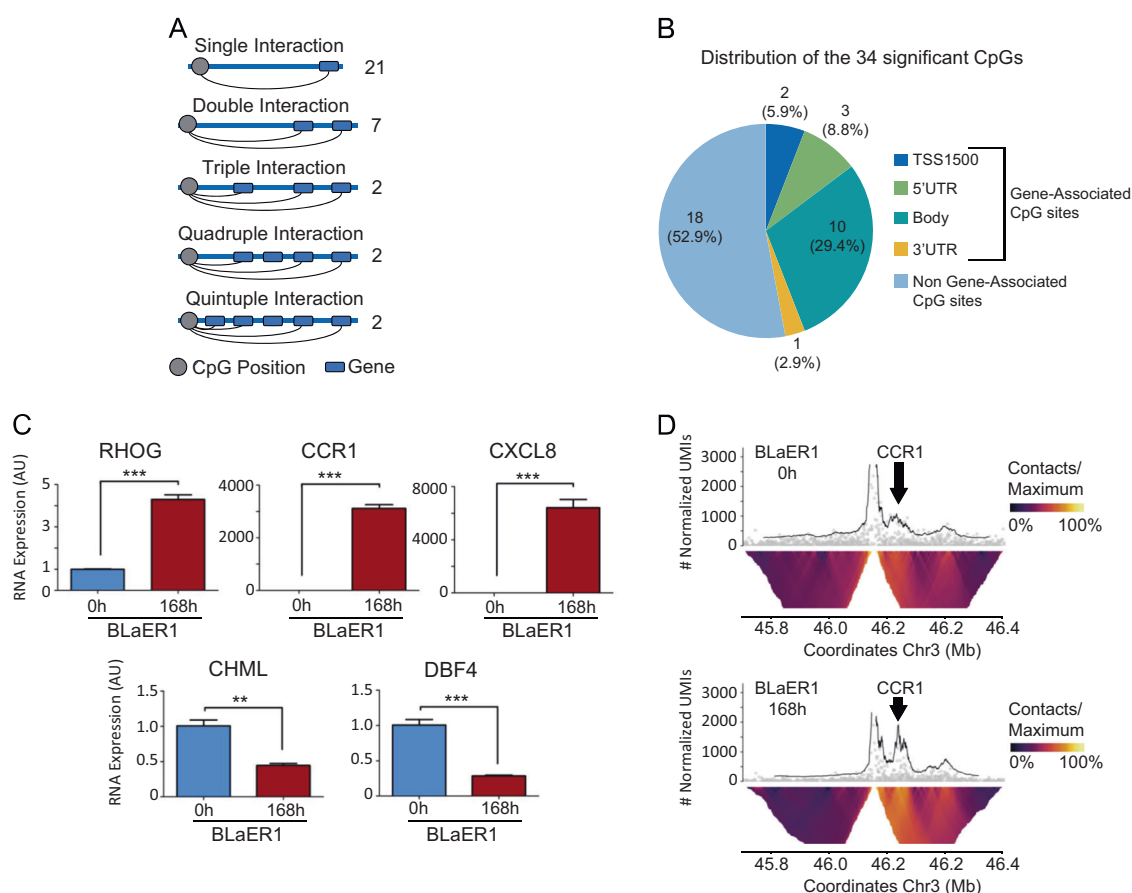 A
Single Interaction
21
Double Interaction
7
Triple Interaction
2
Quadruple Interaction
2
Quintuple Interaction
2
CpG Position
Gene
B
Distribution of the 34 significant CpGs
2
(5.9%)
3
(8.8%)
10
(29.4%)
1
(2.9%)
18
(52.9%)
TSS1500
5'UTR
Body
3'UTR
Non Gene-Associated
CpG sites
Gene-Associated
CpG sites
C
RHOG
RNA Expression (AU)
***
5
4
2
1
0
0h
168h
BLaER1
CCR1
***
4000
2000
0
0h
168h
BLaER1
CXCL8
***
8000
4000
0
0h
168h
BLaER1
CHML
RNA Expression (AU)
**
1.5
1.0
0.5
0
0h
168h
BLaER1
DBF4
***
1.5
1.0
0.5
0
0h
168h
BLaER1
D
# Normalized UMIs
3000
2000
1000
0
BLaER1
0h
CCR1
Contacts/
Maximum
0%
100%
45.8
46.0
46.2
46.2
46.4
Coordinates Chr3 (Mb)
# Normalized UMIs
3000
2000
1000
0
BLaER1
168h
CCR1
Contacts/
Maximum
0%
100%
45.8
46.0
46.2
46.2
46.4
Coordinates Chr3 (Mb)